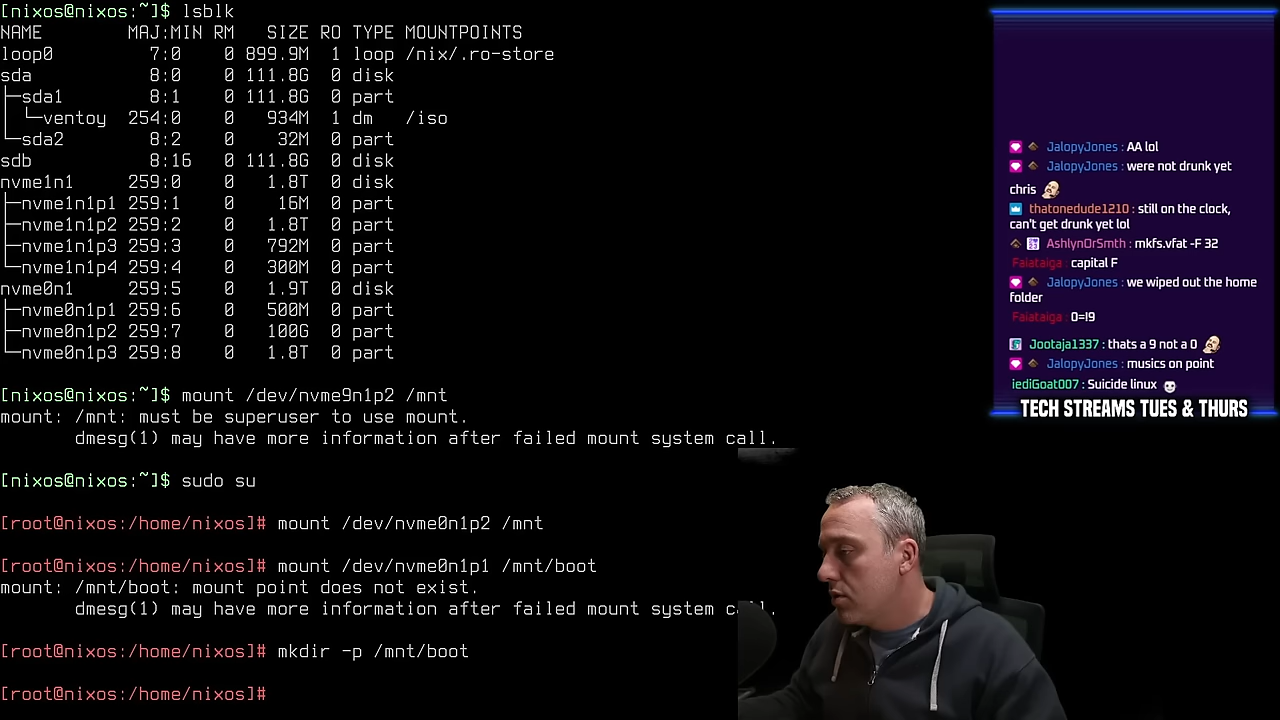 [nixos@nixos:~]$ lsblk
NAME MAJ:MIN RM SIZE RO TYPE MOUNTPOINTS
loop0 7:0 0 899.9M 1 loop /nix/.ro-store
sda 8:0 0 111.8G 0 disk
├─sda1 8:1 0 111.8G 0 part
│ └─ventoy 254:0 0 934M 1 dm /iso
└─sda2 8:2 0 32M 0 part
sdb 8:16 0 111.8G 0 disk
nvme1n1 259:0 0 1.8T 0 disk
├─nvme1n1p1 259:1 0 16M 0 part
├─nvme1n1p2 259:2 0 1.8T 0 part
├─nvme1n1p3 259:3 0 792M 0 part
└─nvme1n1p4 259:4 0 300M 0 part
nvme0n1 259:5 0 1.9T 0 disk
├─nvme0n1p1 259:6 0 500M 0 part
├─nvme0n1p2 259:7 0 100G 0 part
└─nvme0n1p3 259:8 0 1.8T 0 part
[nixos@nixos:~]$ mount /dev/nvme9n1p2 /mnt
mount: /mnt: must be superuser to use mount.
dmesg(1) may have more information after failed mount system call.
[nixos@nixos:~]$ sudo su
[root@nixos:/home/nixos]# mount /dev/nvme0n1p2 /mnt
[root@nixos:/home/nixos]# mount /dev/nvme0n1p1 /mnt/boot
mount: /mnt/boot: mount point does not exist.
dmesg(1) may have more information after failed mount system call.
[root@nixos:/home/nixos]# mkdir -p /mnt/boot
[root@nixos:/home/nixos]#
JalopyJones : AA lol
JalopyJones : were not drunk yet
chris
thatonedude1210 : still on the clock,
can't get drunk yet lol
AshlynOrSmth : mkfs.vfat -F 32
Faiataiga : capital F
JalopyJones : we wiped out the home
folder
Faiataiga : 0=!9
Jootaja1337 : thats a 9 not a 0
JalopyJones : musics on point
iediGoat007 : Suicide linux
TECH STREAMS TUES & THURS